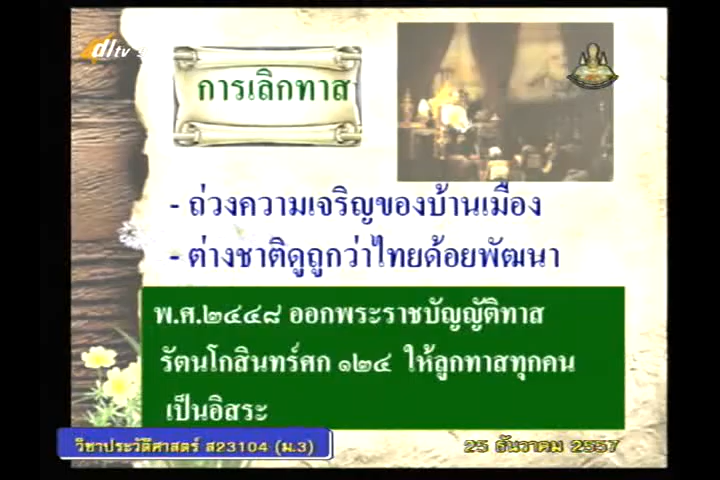 dltv
การเลิกทาส
- ถ่วงความเจริญของบ้านเมือง
- ต่างชาติดูถูกว่าไทยด้อยพัฒนา
พ.ศ.๒๔๔๘ ออกพระราชบัญญัติทาส
รัตนโกสินทร์ศก ๑๒๔ ให้ลูกทาสทุกคน
เป็นอิสระ
วิชาประวัติศาสตร์ ส23104 (ม.3)
25 ธันวาคม 2557